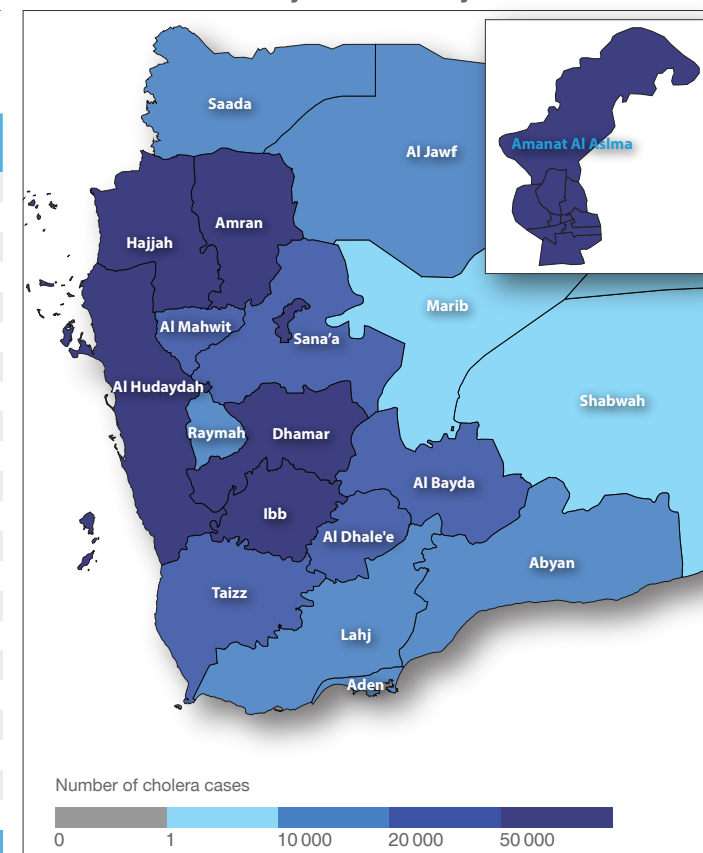 Saada
Al Jawf
Amanat Al Aslma
Amran
Hajjah
Marib
Al Mahwit
Sana'a
Al Hudaydah
Shabwah
Raymah
Dhamar
Al Bayda
Ibb
Al Dhale'e
Abyan
Taizz
Lahj
Aden
Number of cholera cases
0 1 10 000 20 000 50 000